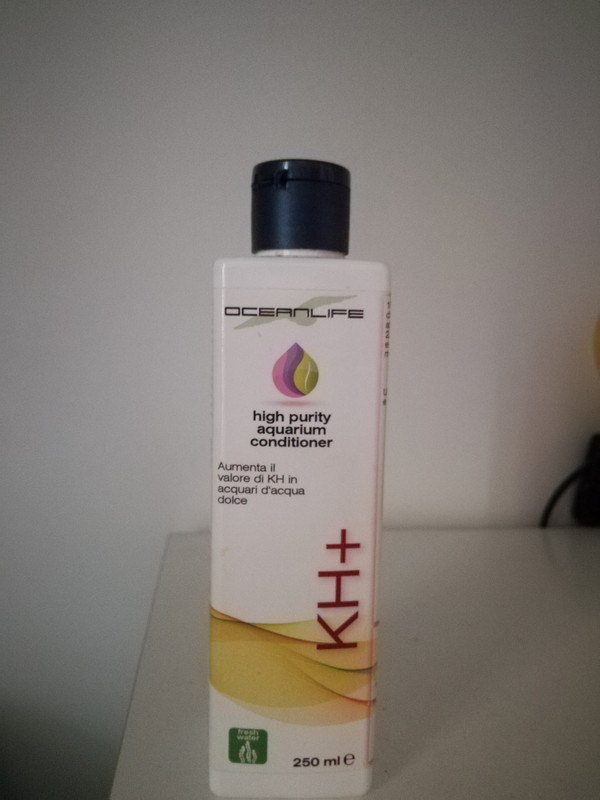 OCEANLIFE
high purity
aquarium
conditioner
Aumenta il
valore di KH in
acquari d'acqua
dolce
KH+
fresh
water
250 ml e